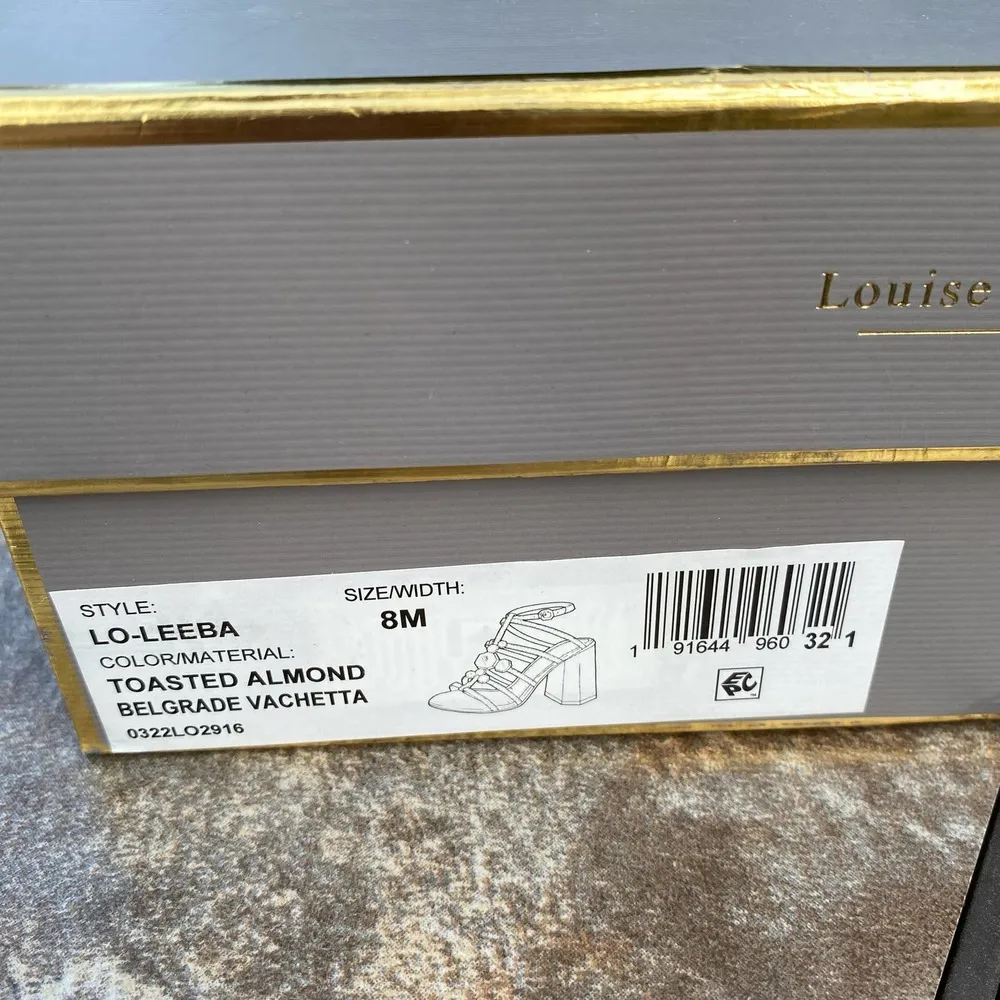 Louise
STYLE:
SIZE/WIDTH:
LO-LEEBA
8M
COLOR/MATERIAL:
TOASTED ALMOND
BELGRADE VACHETTA
0322LO2916
1 91644 960 32 1
EPC